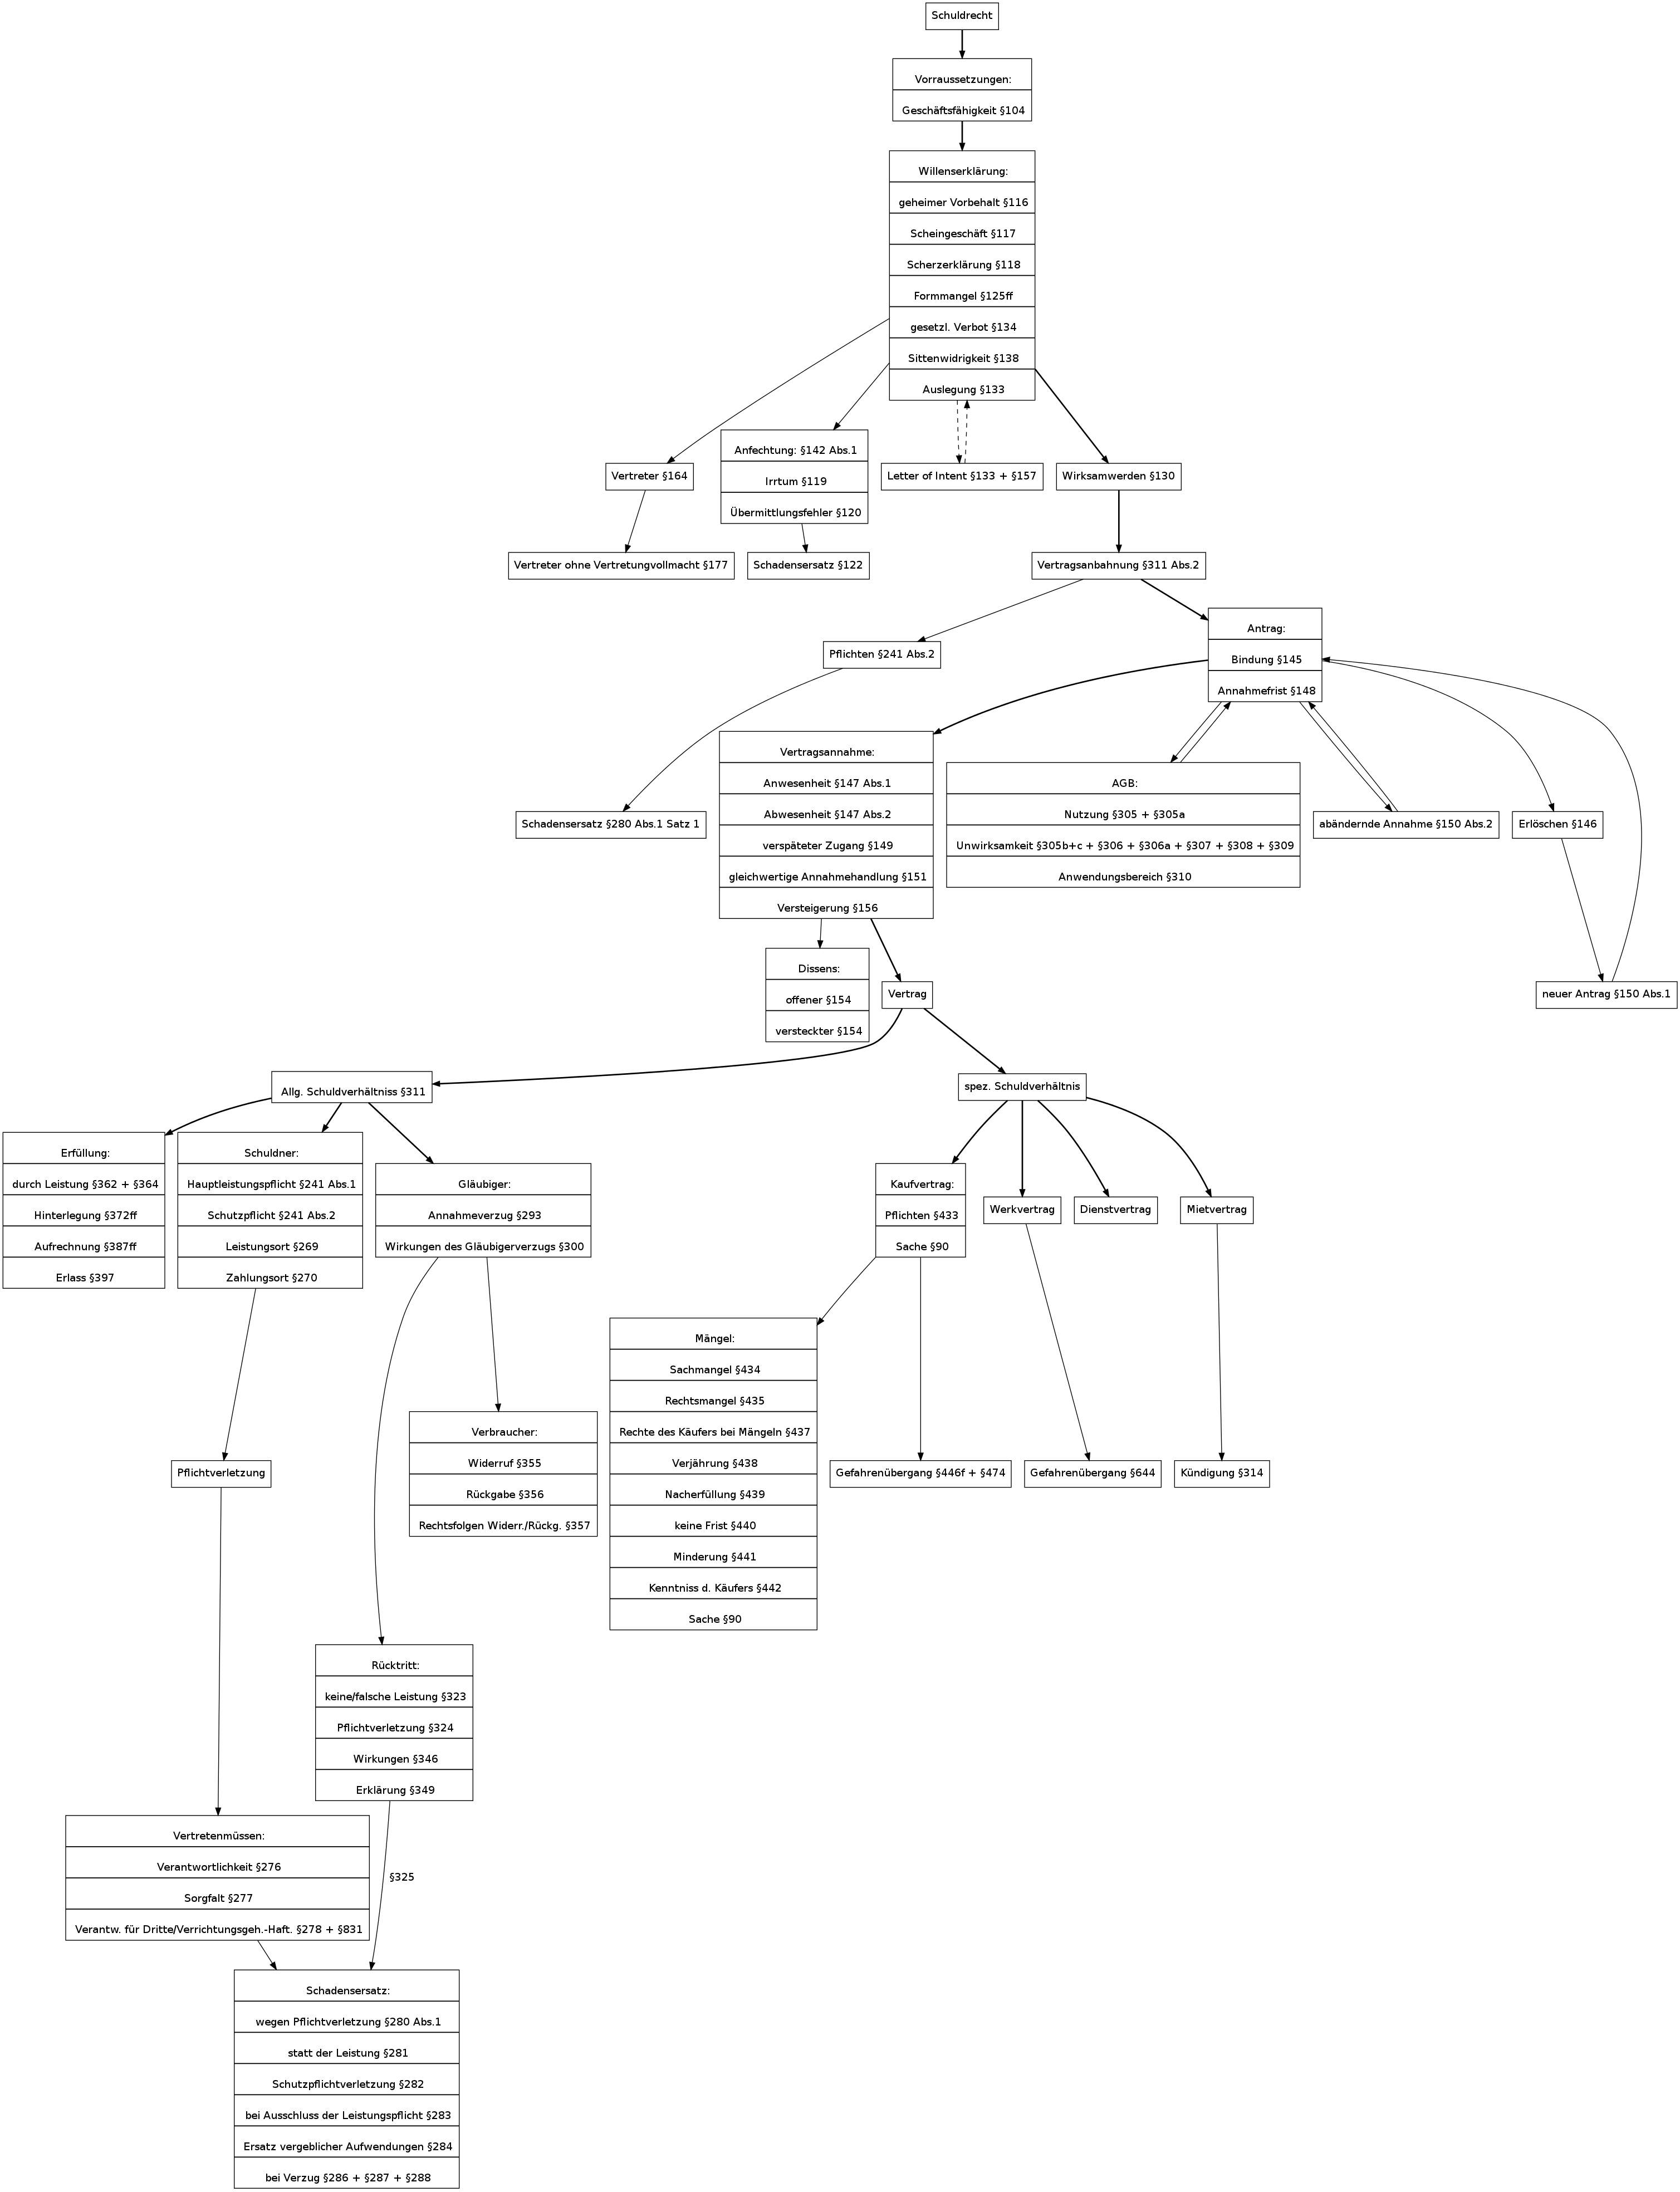 Schuldrecht
Vorraussetzungen:
Geschäftsfähigkeit §104
Willenserklärung:
geheimer Vorbehalt §116
Scheingeschäft §117
Scherzerklärung §118
Formmangel §125ff
gesetzl. Verbot §134
Sittenwidrigkeit §138
Auslegung §133
Vertreter §164
Anfechtung: §142 Abs.1
Irrtum §119
Übermittlungsfehler §120
Letter of Intent §133 + §157
Wirksamwerden §130
Vertreter ohne Vertretungvollmacht §177
Schadensersatz §122
Vertragsanbahnung §311 Abs.2
Pflichten §241 Abs.2
Antrag:
Bindung §145
Annahmefrist §148
Schadensersatz §280 Abs.1 Satz 1
Vertragsannahme:
Anwesenheit §147 Abs.1
Abwesenheit §147 Abs.2
verspäteter Zugang §149
gleichwertige Annahmehandlung §151
Versteigerung §156
AGB:
Nutzung §305 + §305a
Unwirksamkeit §305b+c + §306 + §306a + §307 + §308 + §309
Anwendungsbereich §310
abändernde Annahme §150 Abs.2
Erlöschen §146
Dissens:
offener §154
versteckter §154
Vertrag
neuer Antrag §150 Abs.1
Allg. Schuldverhältniss §311
spez. Schuldverhältnis
Erfüllung:
durch Leistung §362 + §364
Hinterlegung §372ff
Aufrechnung §387ff
Erlass §397
Schuldner:
Hauptleistungspflicht §241 Abs.1
Schutzpflicht §241 Abs.2
Leistungsort §269
Zahlungsort §270
Gläubiger:
Annahmeverzug §293
Wirkungen des Gläubigerverzugs §300
Kaufvertrag:
Pflichten §433
Sache §90
Werkvertrag
Dienstvertrag
Mietvertrag
Pflichtverletzung
Verbraucher:
Widerruf §355
Rückgabe §356
Rechtsfolgen Widerr./Rückg. §357
Mängel:
Sachmangel §434
Rechtsmangel §435
Rechte des Käufers bei Mängeln §437
Verjährung §438
Nacherfüllung §439
keine Frist §440
Minderung §441
Kenntniss d. Käufers §442
Sache §90
Gefahrenübergang §446f + §474
Gefahrenübergang §644
Kündigung §314
Rücktritt:
keine/falsche Leistung §323
Pflichtverletzung §324
Wirkungen §346
Erklärung §349
Vertretenmüssen:
Verantwortlichkeit §276
Sorgfalt §277
Verantw. für Dritte/Verrichtungsgeh.-Haft. §278 + §831
§325
Schadensersatz:
wegen Pflichtverletzung §280 Abs.1
statt der Leistung §281
Schutzpflichtverletzung §282
bei Ausschluss der Leistungspflicht §283
Ersatz vergeblicher Aufwendungen §284
bei Verzug §286 + §287 + §288